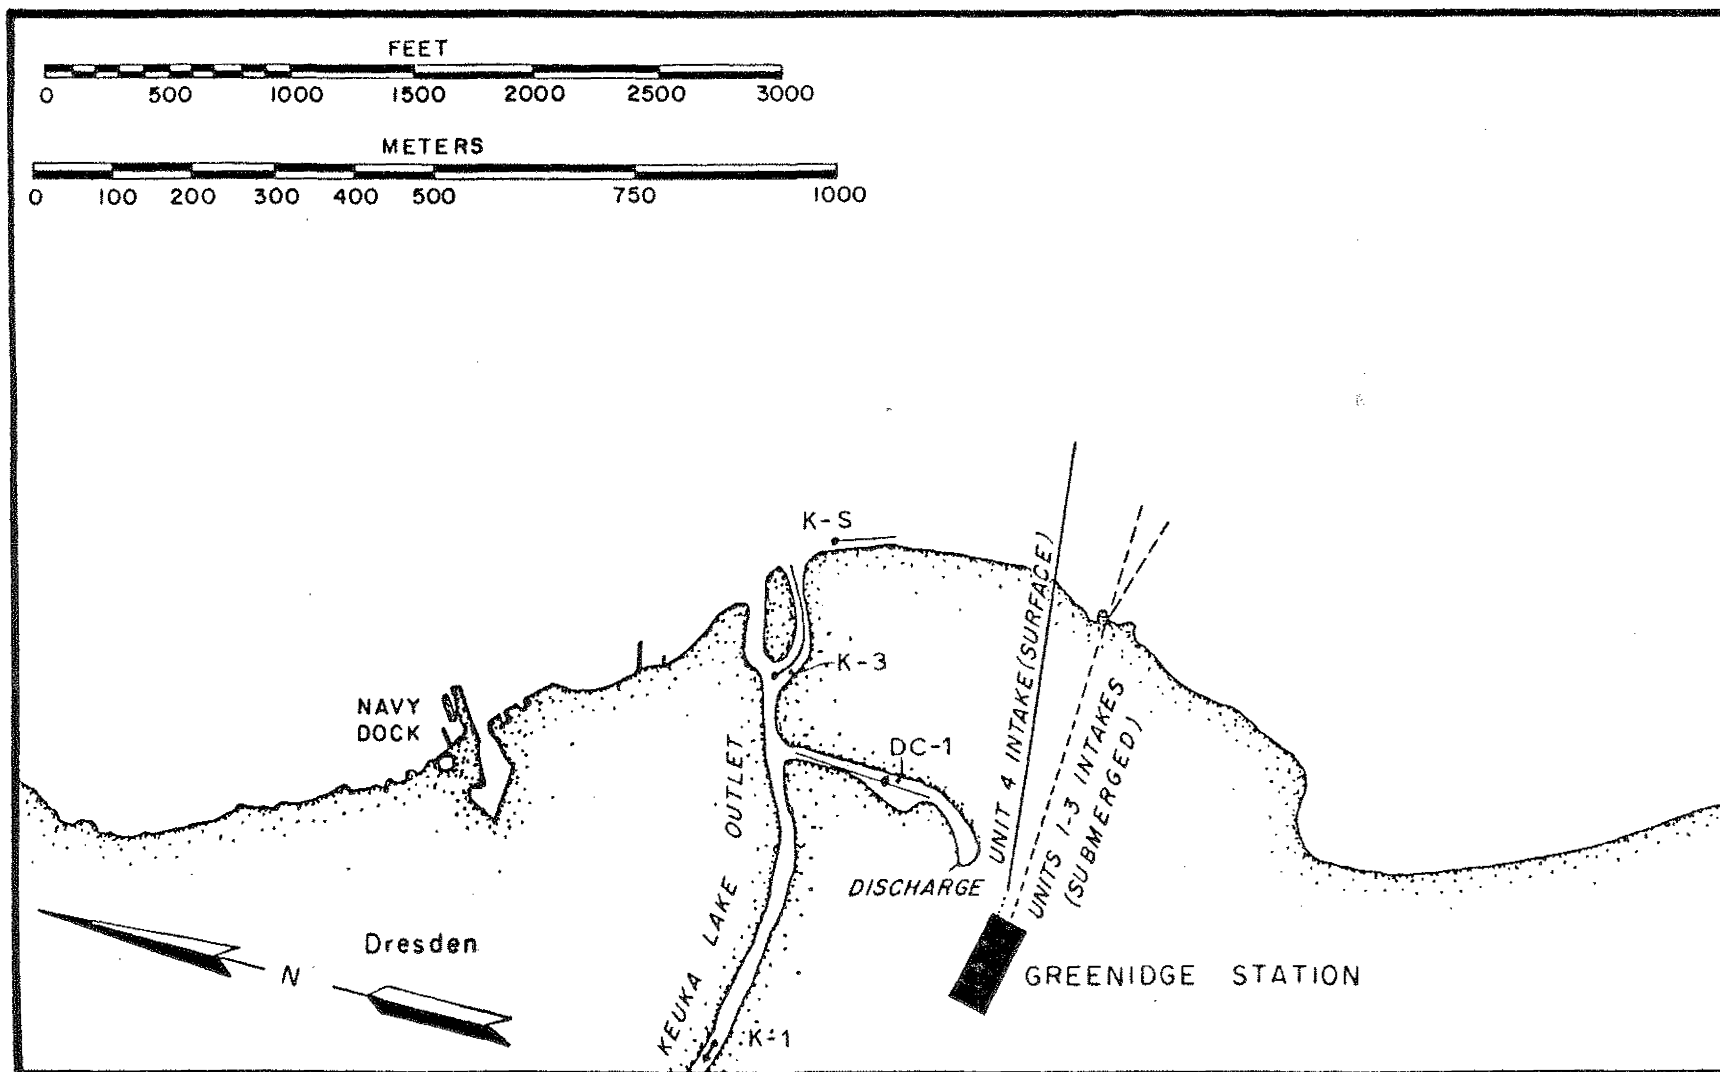 FEET
0 500 1000 1500 2000 2500 3000
METERS
0 100 200 300 400 500 750 1000
K-S
K-3
NAVY
DOCK
DC-1
KEUKA LAKE OUTLET
DISCHARGE
UNIT 4 INTAKE (SURFACE)
UNITS 1-3 INTAKES
(SUBMERGED)
Dresden
N
GREENIDGE STATION
K-1